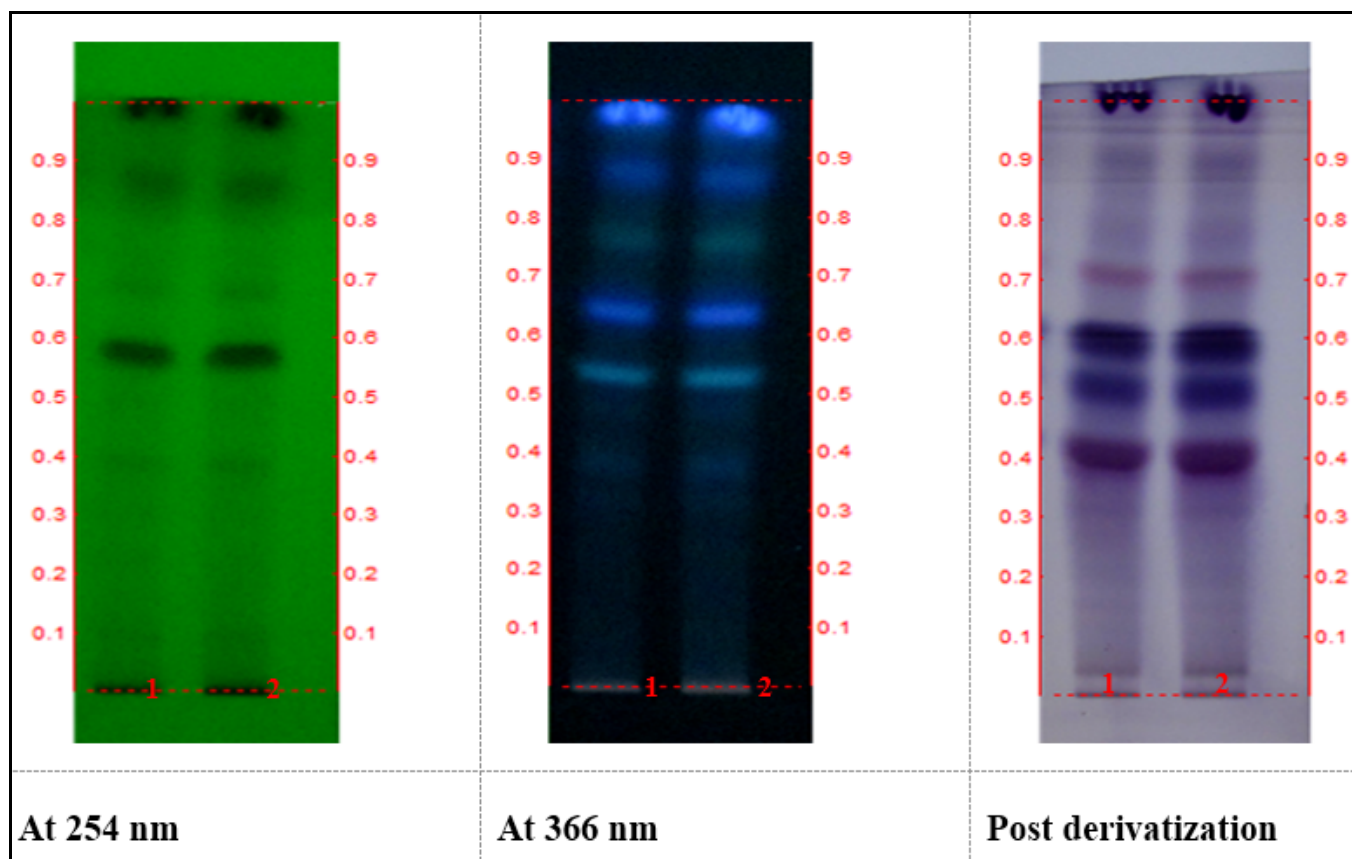 0.9 0.9 0.9 0.9 0.9 0.9
0.8 0.8 0.8 0.8 0.8 0.8
0.7 0.7 0.7 0.7 0.7 0.7
0.6 0.6 0.6 0.6 0.6 0.6
0.5 0.5 0.5 0.5 0.5 0.5
0.4 0.4 0.4 0.4 0.4 0.4
0.3 0.3 0.3 0.3 0.3 0.3
0.2 0.2 0.2 0.2 0.2 0.2
0.1 0.1 0.1 0.1 0.1 0.1
1 2 1 2 1 2
At 254 nm At 366 nm Post derivatization